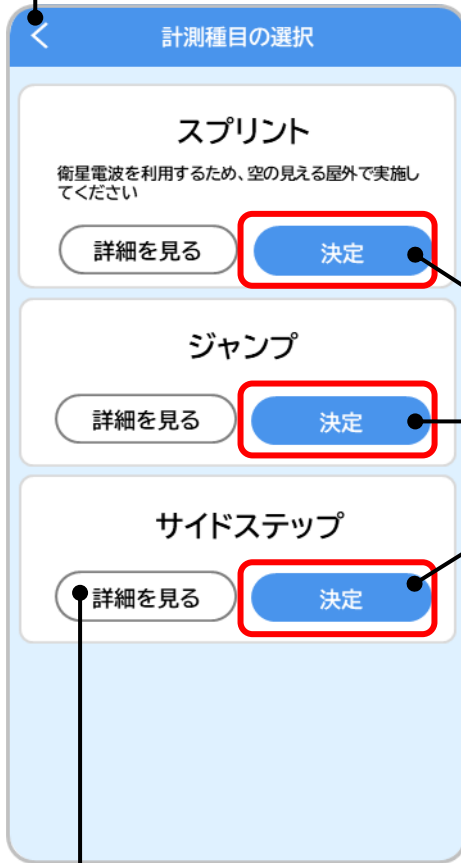 計測種目の選択
スプリント
衛星電波を利用するため、空の見える屋外で実施し
てください
詳細を見る
決定
ジャンプ
詳細を見る
決定
サイドステップ
詳細を見る
決定